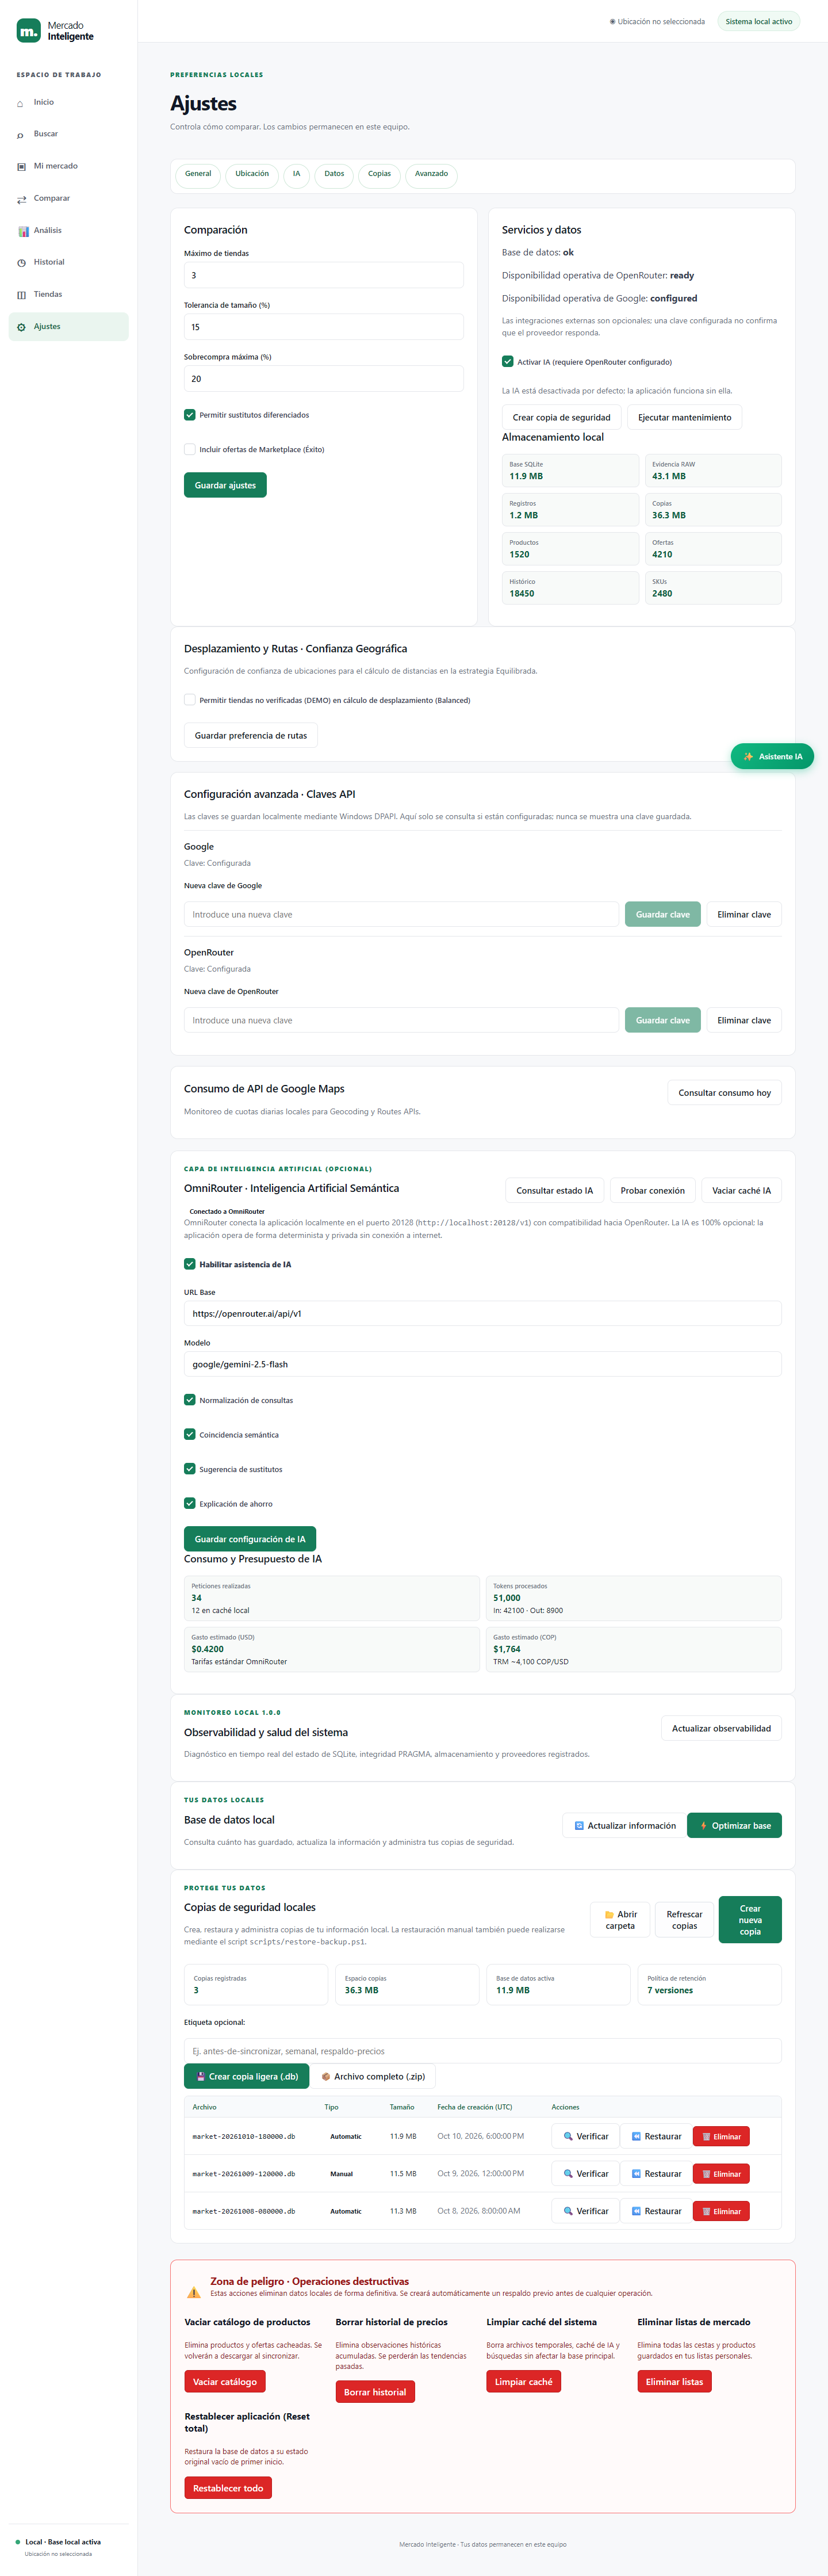 m.
Mercado
Inteligente
ESPACIO DE TRABAJO
Inicio
Buscar
Mi mercado
Comparar
Análisis
Historial
Tiendas
Ajustes
Ubicación no seleccionada
Sistema local activo
PREFERENCIAS LOCALES
Ajustes
Controla cómo comparar. Los cambios permanecen en este equipo.
General
Ubicación
IA
Datos
Copias
Avanzado
Comparación
Máximo de tiendas
3
Tolerancia de tamaño (%)
15
Sobrecompra máxima (%)
20
Permitir sustitutos diferenciados
Incluir ofertas de Marketplace (Éxito)
Guardar ajustes
Servicios y datos
Base de datos: ok
Disponibilidad operativa de OpenRouter: ready
Disponibilidad operativa de Google: configured
Las integraciones externas son opcionales; una clave configurada no confirma
que el proveedor responda.
Activar IA (requiere OpenRouter configurado)
La IA está desactivada por defecto; la aplicación funciona sin ella.
Crear copia de seguridad
Ejecutar mantenimiento
Almacenamiento local
Base SQLite
11.9 MB
Evidencia RAW
43.1 MB
Registros
1.2 MB
Copias
36.3 MB
Productos
1520
Ofertas
4210
Histórico
18450
SKUs
2480
Desplazamiento y Rutas · Confianza Geográfica
Configuración de confianza de ubicaciones para el cálculo de distancias en la estrategia Equilibrada.
Permitir tiendas no verificadas (DEMO) en cálculo de desplazamiento (Balanced)
Guardar preferencia de rutas
Asistente IA
Configuración avanzada · Claves API
Las claves se guardan localmente mediante Windows DPAPI. Aquí solo se consulta si están configuradas; nunca se muestra una clave guardada.
Google
Clave: Configurada
Nueva clave de Google
Introduce una nueva clave
Guardar clave
Eliminar clave
OpenRouter
Clave: Configurada
Nueva clave de OpenRouter
Introduce una nueva clave
Guardar clave
Eliminar clave
Consumo de API de Google Maps
Monitoreo de cuotas diarias locales para Geocoding y Routes APIs.
Consultar consumo hoy
CAPA DE INTELIGENCIA ARTIFICIAL (OPCIONAL)
OmniRouter · Inteligencia Artificial Semántica
Consultar estado IA
Probar conexión
Vaciar caché IA
Conectado a OmniRouter
OmniRouter conecta la aplicación localmente en el puerto 20128 (http://localhost:20128/v1) con compatibilidad hacia OpenRouter. La IA es 100% opcional; la
aplicación opera de forma determinista y privada sin conexión a internet.
Habilitar asistencia de IA
URL Base
https://openrouter.ai/api/v1
Modelo
google/gemini-2.5-flash
Normalización de consultas
Coincidencia semántica
Sugerencia de sustitutos
Explicación de ahorro
Guardar configuración de IA
Consumo y Presupuesto de IA
Peticiones realizadas
34
12 en caché local
Tokens procesados
51,000
In: 42100 · Out: 8900
Gasto estimado (USD)
$0.4200
Tarifas estándar OmniRouter
Gasto estimado (COP)
$1,764
TRM ~4,100 COP/USD
MONITOREO LOCAL 1.0.0
Observabilidad y salud del sistema
Diagnóstico en tiempo real del estado de SQLite, integridad PRAGMA, almacenamiento y proveedores registrados.
Actualizar observabilidad
TUS DATOS LOCALES
Base de datos local
Consulta cuánto has guardado, actualiza la información y administra tus copias de seguridad.
Actualizar información
Optimizar base
PROTEGE TUS DATOS
Copias de seguridad locales
Crea, restaura y administra copias de tu información local. La restauración manual también puede realizarse
mediante el script scripts/restore-backup.ps1.
Abrir
carpeta
Refrescar
copias
Crear
nueva
copia
Copias registradas
3
Espacio copias
36.3 MB
Base de datos activa
11.9 MB
Política de retención
7 versiones
Etiqueta opcional:
Ej. antes-de-sincronizar, semanal, respaldo-precios
Crear copia ligera (.db)
Archivo completo (.zip)
Archivo Tipo Tamaño Fecha de creación (UTC) Acciones
market-20261010-180000.db Automatic 11.9 MB Oct 10, 2026, 6:00:00 PM Verificar Restaurar Eliminar
market-20261009-120000.db Manual 11.5 MB Oct 9, 2026, 12:00:00 PM Verificar Restaurar Eliminar
market-20261008-080000.db Automatic 11.3 MB Oct 8, 2026, 8:00:00 AM Verificar Restaurar Eliminar
Zona de peligro · Operaciones destructivas
Estas acciones eliminan datos locales de forma definitiva. Se creará automáticamente un respaldo previo antes de cualquier operación.
Vaciar catálogo de productos
Elimina productos y ofertas cacheadas. Se
volverán a descargar al sincronizar.
Vaciar catálogo
Borrar historial de precios
Elimina observaciones históricas
acumuladas. Se perderán las tendencias
pasadas.
Borrar historial
Limpiar caché del sistema
Borra archivos temporales, caché de IA y
búsquedas sin afectar la base principal.
Limpiar caché
Eliminar listas de mercado
Elimina todas las cestas y productos
guardados en tus listas personales.
Eliminar listas
Restablecer aplicación (Reset
total)
Restaura la base de datos a su estado
original vacío de primer inicio.
Restablecer todo
Local · Base local activa
Ubicación no seleccionada
Mercado Inteligente · Tus datos permanecen en este equipo